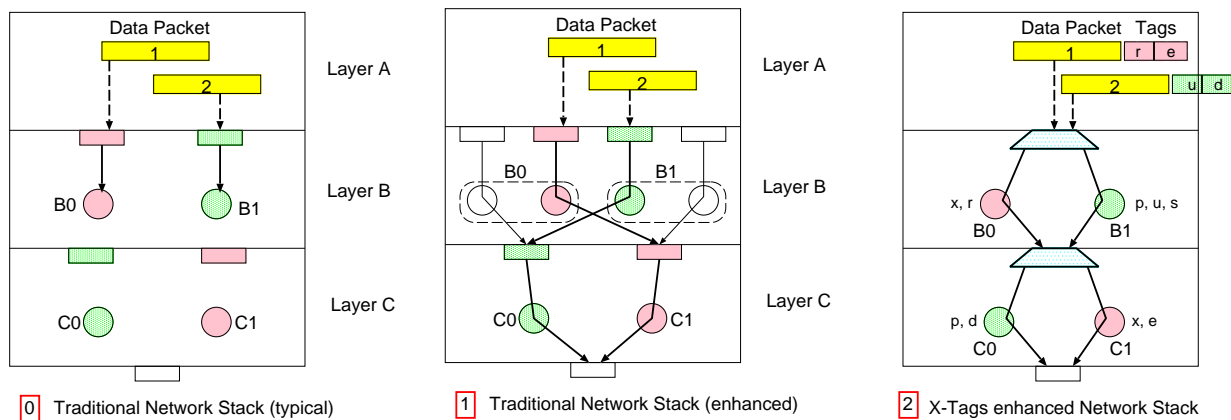 Data Packet
1
2
Layer A
B0
B1
Layer B
C0
C1
Layer C
0 Traditional Network Stack (typical)
Data Packet
1
2
Layer A
B0
B1
Layer B
C0
C1
Layer C
1 Traditional Network Stack (enhanced)
Data Packet Tags
1 r e
2 u d
x, r
B0
p, u, s
B1
p, d
C0
x, e
C1
2 X-Tags enhanced Network Stack